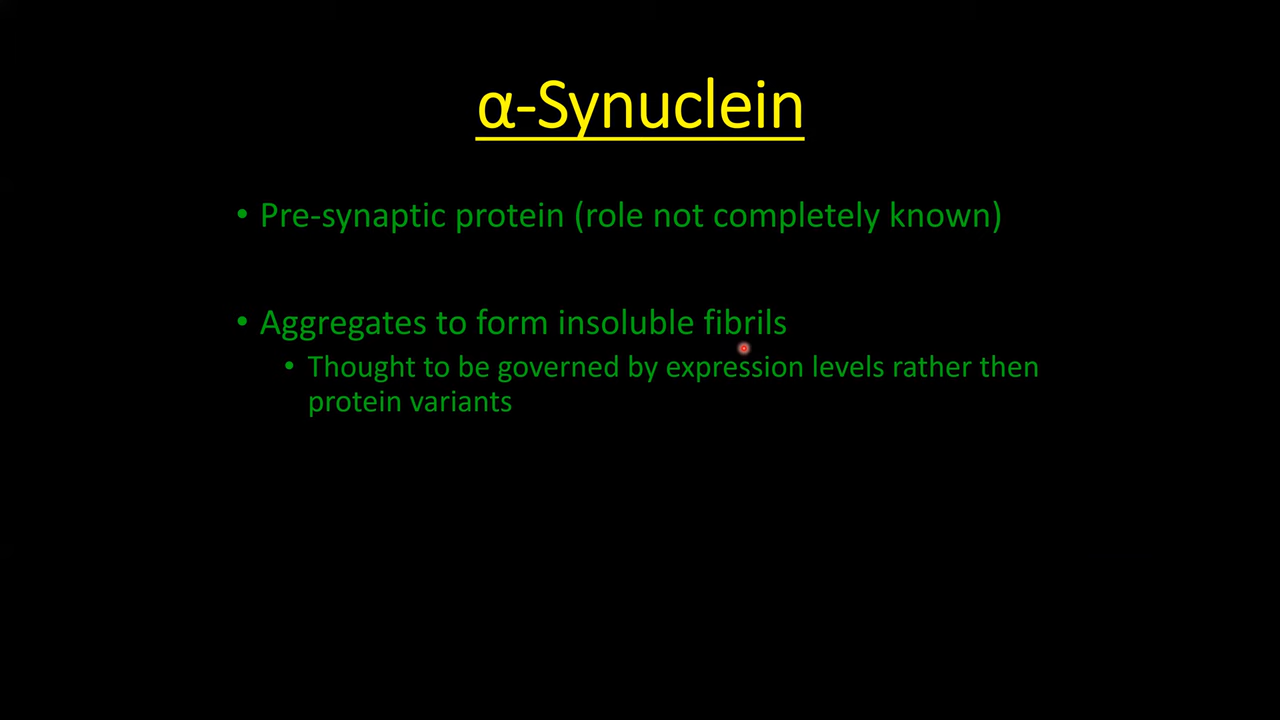 α-Synuclein
• Pre-synaptic protein (role not completely known)
• Aggregates to form insoluble fibrils
• Thought to be governed by expression levels rather then
protein variants